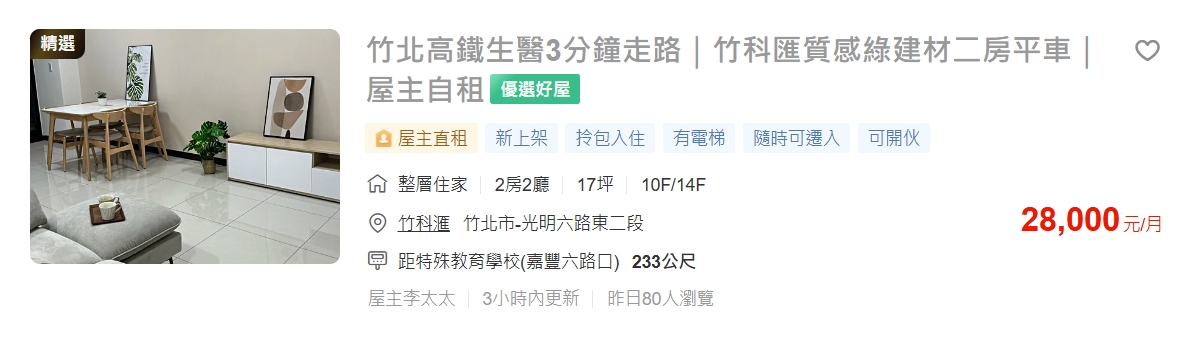 精選
竹北高鐵生醫3分鐘走路｜竹科匯質感綠建材二房平車｜
屋主自租 優選好屋
屋主直租 新上架 拎包入住 有電梯 隨時可遷入 可開伙
整層住家 2房2廳 17坪 10F/14F
竹科滙 竹北市-光明六路東二段
28,000元/月
距特殊教育學校(嘉豐六路口) 233公尺
屋主李太太 3小時內更新 昨日80人瀏覽